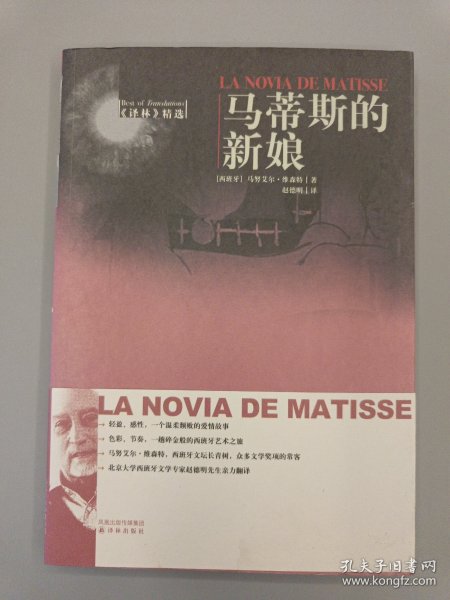 LA NOVIA DE MATISSE
Best of Translations
《译林》精选
马蒂斯的
新娘
[西班牙] 马努艾尔·维森特 著
赵德明 译
LA NOVIA DE MATISSE
→ 轻盈，感性，一个温柔颓败的爱情故事
→ 色彩，节奏，一趟碎金般的西班牙艺术之旅
→ 马努艾尔·维森特，西班牙文坛长青树，众多文学奖项的常客
→ 北京大学西班牙文学专家赵德明先生亲力翻译
凤凰出版传媒集团
译林出版社
孔夫子旧书网
www.kongfz.com